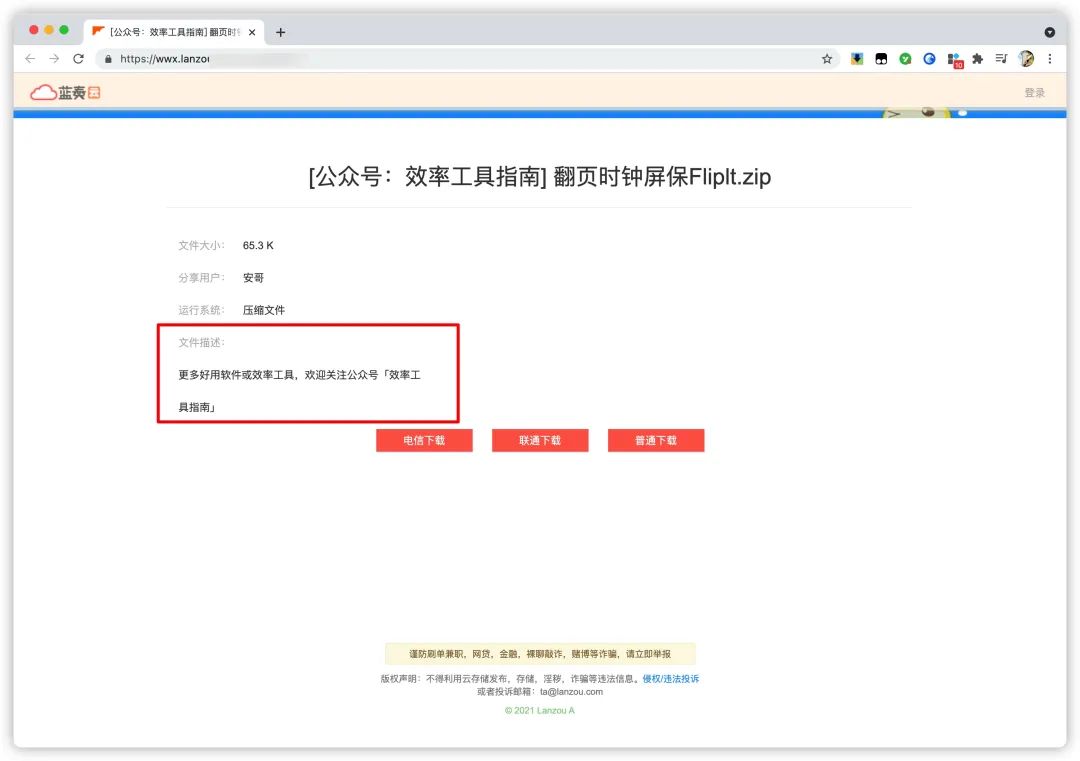 [公众号：效率工具指南] 翻页时钟
https://wwx.lanzou
蓝奏云
登录
[公众号：效率工具指南] 翻页时钟屏保FlipIt.zip
文件大小： 65.3 K
分享用户： 安哥
运行系统： 压缩文件
文件描述：
更多好用软件或效率工具，欢迎关注公众号「效率工
具指南」
电信下载 联通下载 普通下载
谨防刷单兼职，网贷，金融，裸聊敲诈，赌博等诈骗，请立即举报
版权声明：不得利用云存储发布，存储，淫秽，诈骗等违法信息。侵权/违法投诉
或者投诉邮箱：ta@lanzou.com
© 2021 Lanzou A